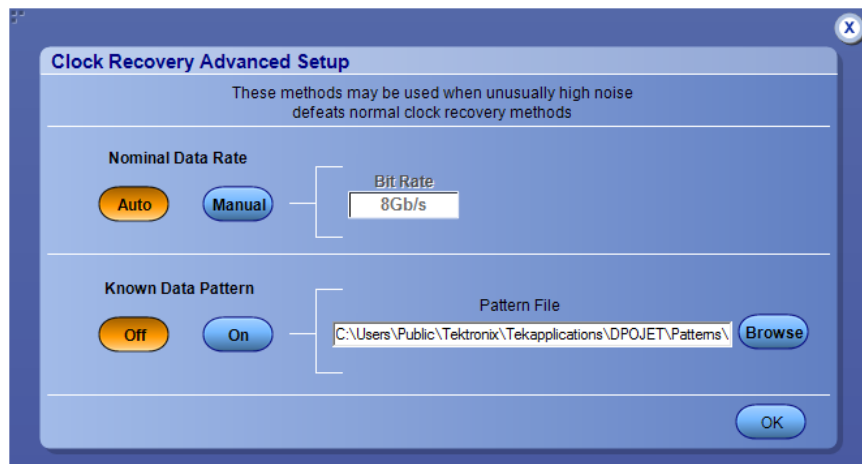 X
Clock Recovery Advanced Setup
These methods may be used when unusually high noise
defeats normal clock recovery methods
Nominal Data Rate
Auto
Manual
Bit Rate
8Gb/s
Known Data Pattern
Off
On
Pattern File
C:\Users\Public\Tektronix\Tekapplications\DPOJET\Patterns\
Browse
OK